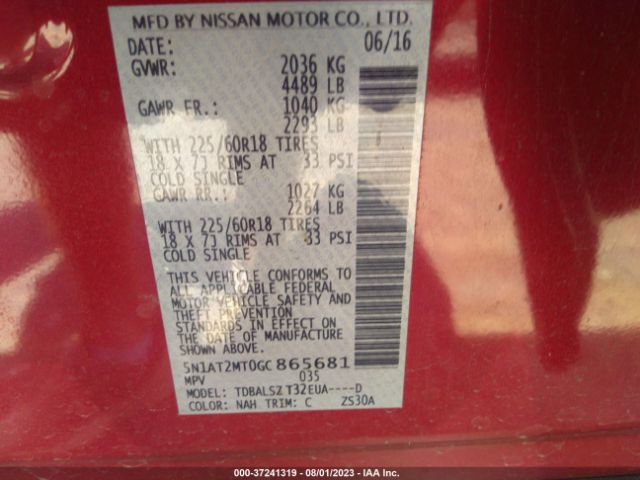 MFD BY NISSAN MOTOR CO., LTD.
DATE: 06/16
GVWR: 2036 KG
4489 LB
GAWR FR.: 1040 KG
2293 LB
WITH 225/60R18 TIRES
18 X 7J RIMS AT 33 PSI
COLD SINGLE
GAWR RR.: 1027 KG
2264 LB
WITH 225/60R18 TIRES
18 X 7J RIMS AT 33 PSI
COLD SINGLE
THIS VEHICLE CONFORMS TO
ALL APPLICABLE FEDERAL
MOTOR VEHICLE SAFETY AND
THEFT PREVENTION
STANDARDS IN EFFECT ON
THE DATE OF MANUFACTURE
SHOWN ABOVE.
5N1AT2MT0GC865681
MPV 035
MODEL: TDBALSZ T32EUA----D
COLOR: NAH TRIM: C ZS30A
000-37241319 - 08/01/2023 - IAA Inc.